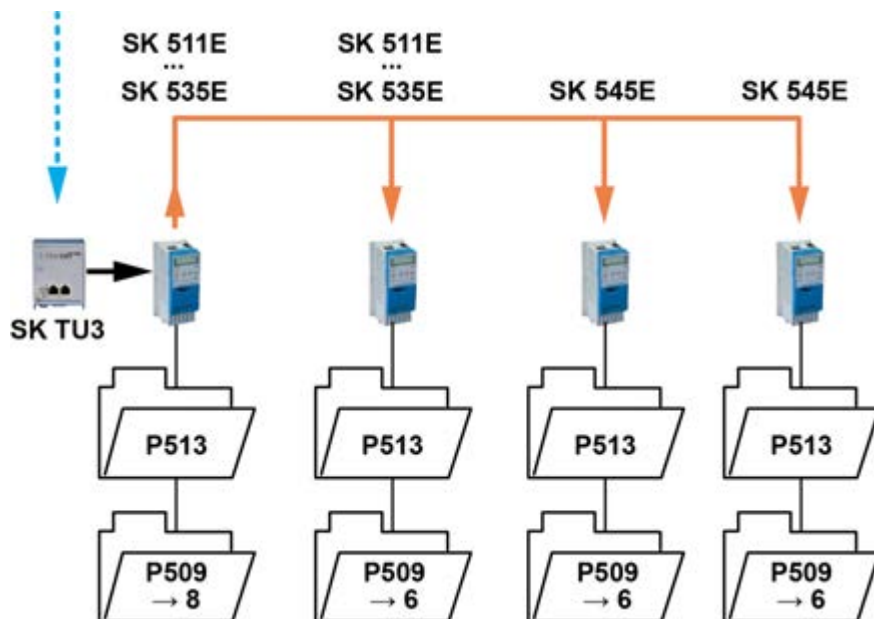 SK 511E
...
SK 535E
SK 511E
...
SK 535E
SK 545E
SK 545E
SK TU3
P513
P513
P513
P513
P509
→ 8
P509
→ 6
P509
→ 6
P509
→ 6